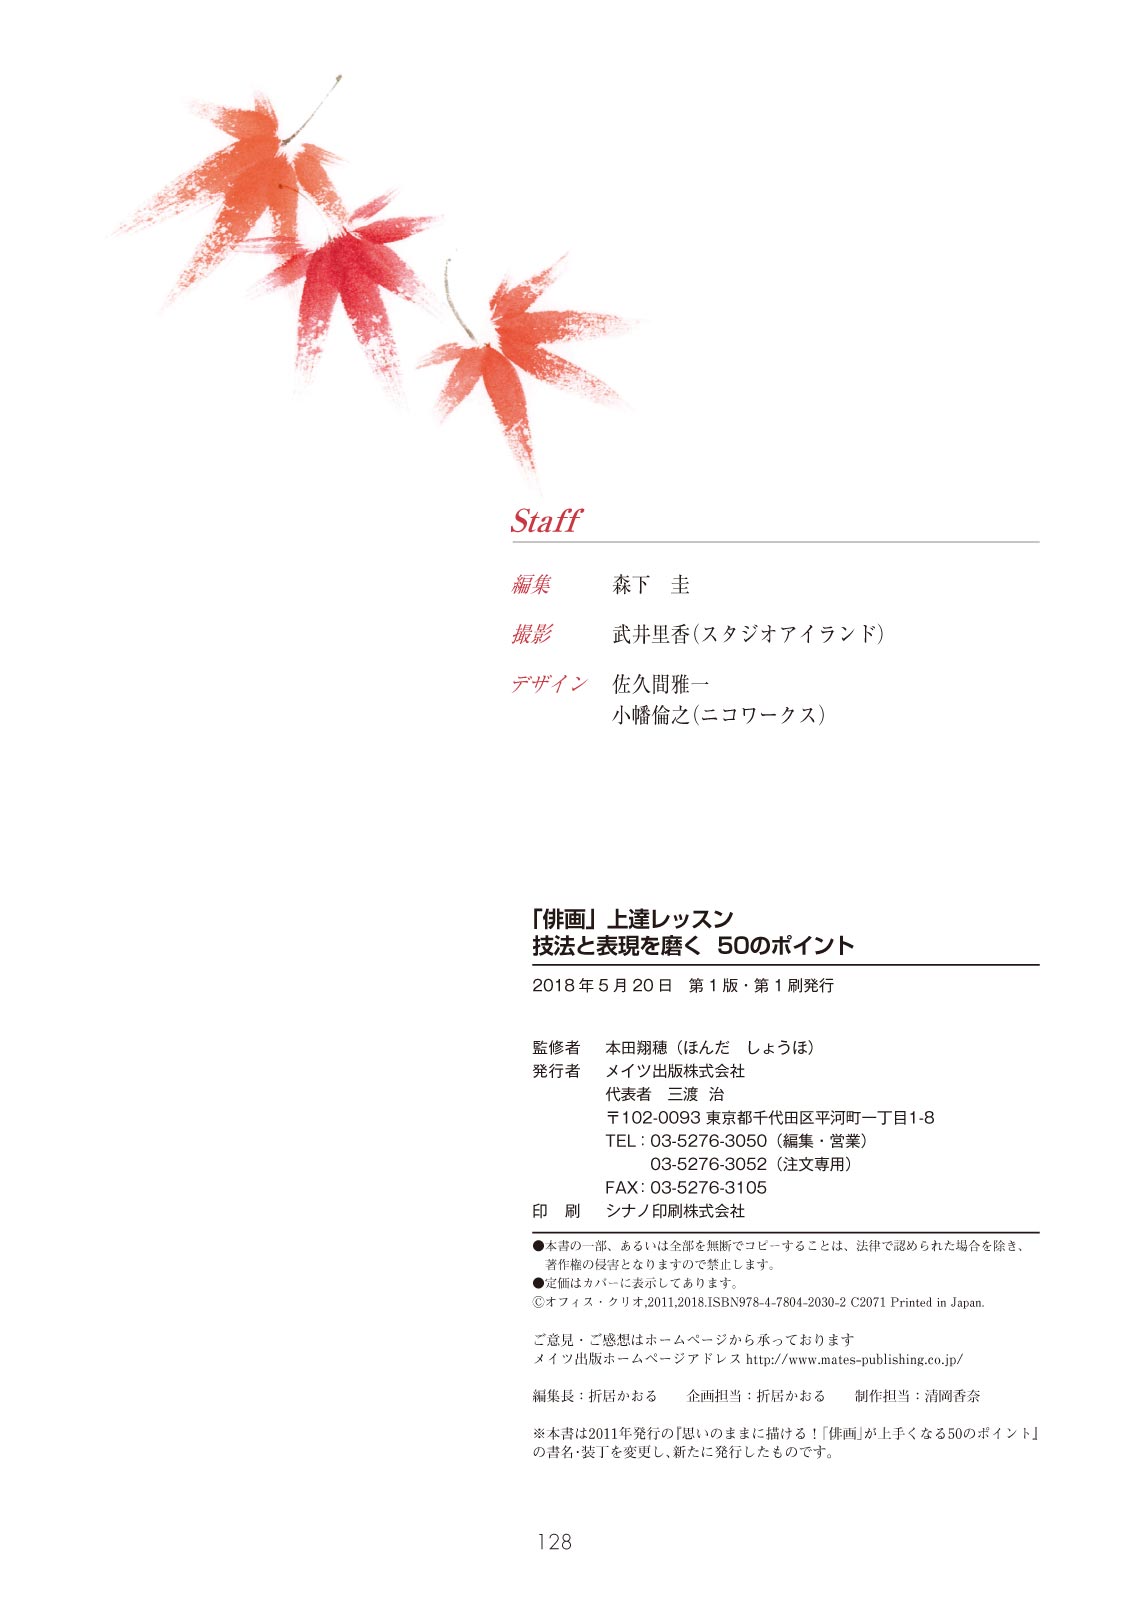 Staff
編集 森下 圭
撮影 武井里香(スタジオアイランド)
デザイン 佐久間雅一
小幡倫之(ニコワークス)
「俳画」上達レッスン
技法と表現を磨く 50のポイント
2018年5月20日 第1版・第1刷発行
監修者 本田翔穂（ほんだ しょうほ）
発行者 メイツ出版株式会社
代表者 三渡 治
〒102-0093 東京都千代田区平河町一丁目1-8
TEL：03-5276-3050（編集・営業）
03-5276-3052（注文専用）
FAX：03-5276-3105
印 刷 シナノ印刷株式会社
●本書の一部、あるいは全部を無断でコピーすることは、法律で認められた場合を除き、
著作権の侵害となりますので禁止します。
●定価はカバーに表示してあります。
Ⓒオフィス・クリオ,2011,2018.ISBN978-4-7804-2030-2 C2071 Printed in Japan.
ご意見・ご感想はホームページから承っております
メイツ出版ホームページアドレス http://www.mates-publishing.co.jp/
編集長：折居かおる 企画担当：折居かおる 制作担当：清岡香奈
※本書は2011年発行の『思いのままに描ける！「俳画」が上手くなる50のポイント』
の書名・装丁を変更し、新たに発行したものです。
128